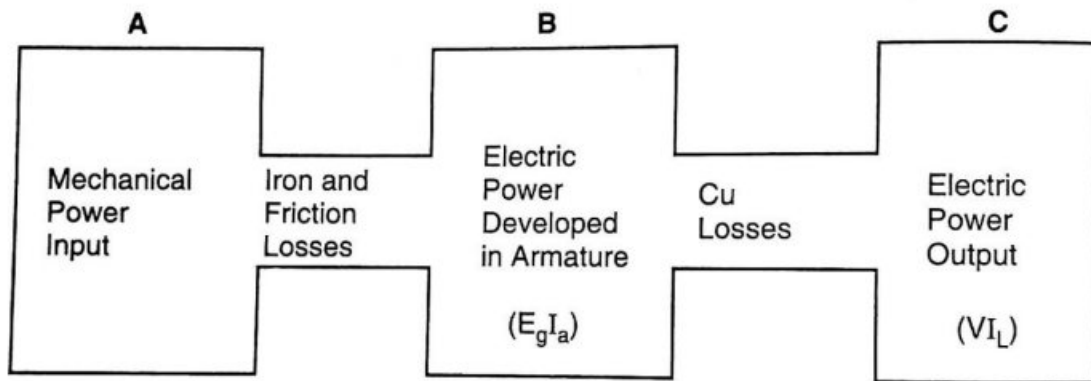 A
B
C
Mechanical
Power
Input
Iron and
Friction
Losses
Electric
Power
Developed
in Armature
(EgIa)
Cu
Losses
Electric
Power
Output
(VIL)